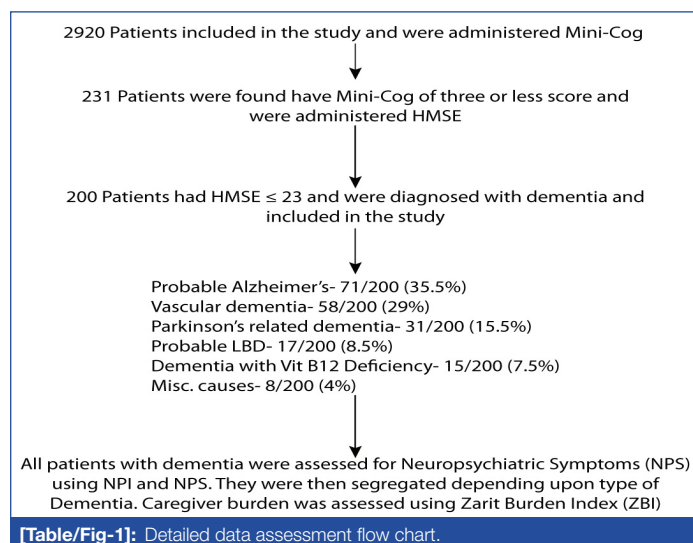 2920 Patients included in the study and were administered Mini-Cog
231 Patients were found have Mini-Cog of three or less score and
were administered HMSE
200 Patients had HMSE ≤ 23 and were diagnosed with dementia and
included in the study
Probable Alzheimer's- 71/200 (35.5%)
Vascular dementia- 58/200 (29%)
Parkinson's related dementia- 31/200 (15.5%)
Probable LBD- 17/200 (8.5%)
Dementia with Vit B12 Deficiency- 15/200 (7.5%)
Misc. causes- 8/200 (4%)
All patients with dementia were assessed for Neuropsychiatric Symptoms (NPS)
using NPI and NPS. They were then segregated depending upon type of
Dementia. Caregiver burden was assessed using Zarit Burden Index (ZBI)
[Table/Fig-1]: Detailed data assessment flow chart.